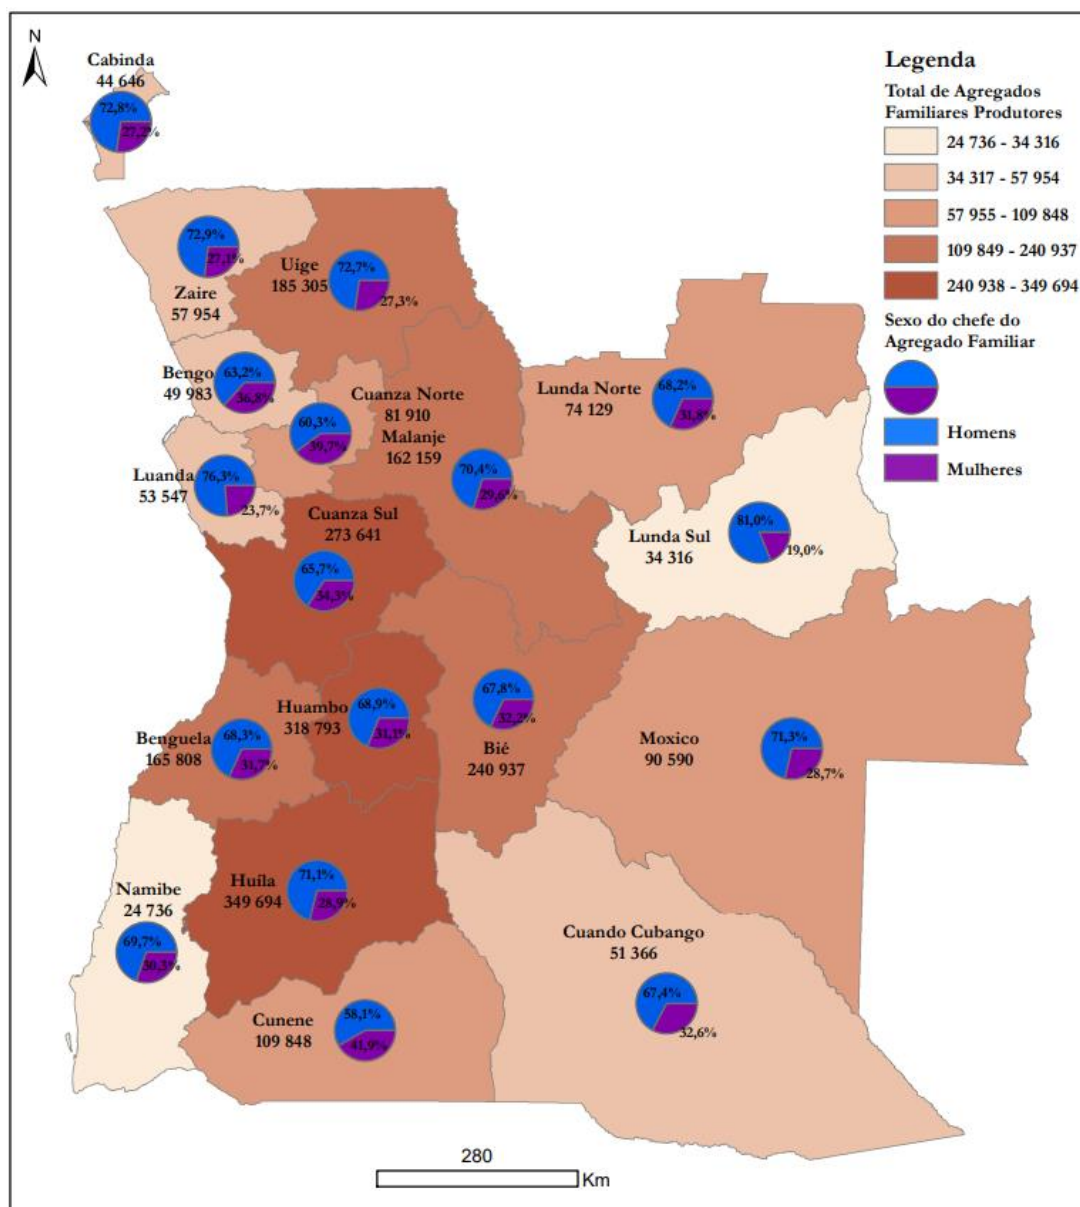 N
Cabinda
44 646
72,8%
27,2%
Legenda
Total de Agregados
Familiares Produtores
24 736 - 34 316
34 317 - 57 954
57 955 - 109 848
109 849 - 240 937
240 938 - 349 694
Sexo do chefe do
Agregado Familiar
Homens
Mulheres
72,9%
27,1%
Zaire
57 954
Uíge
185 305
72,7%
27,3%
Bengo
49 983
63,2%
36,8%
Cuanza Norte
81 910
60,3%
39,7%
Malanje
162 159
70,4%
29,6%
Lunda Norte
74 129
68,2%
31,8%
Luanda
53 547
76,3%
23,7%
Cuanza Sul
273 641
65,7%
34,3%
Lunda Sul
34 316
81,0%
19,0%
Huambo
318 793
68,9%
31,1%
Benguela
165 808
68,3%
31,7%
67,8%
32,2%
Bié
240 937
Moxico
90 590
71,3%
28,7%
Namibe
24 736
69,7%
30,3%
Huíla
349 694
71,1%
28,9%
Cuando Cubango
51 366
67,4%
32,6%
Cunene
109 848
58,1%
41,9%
280
Km